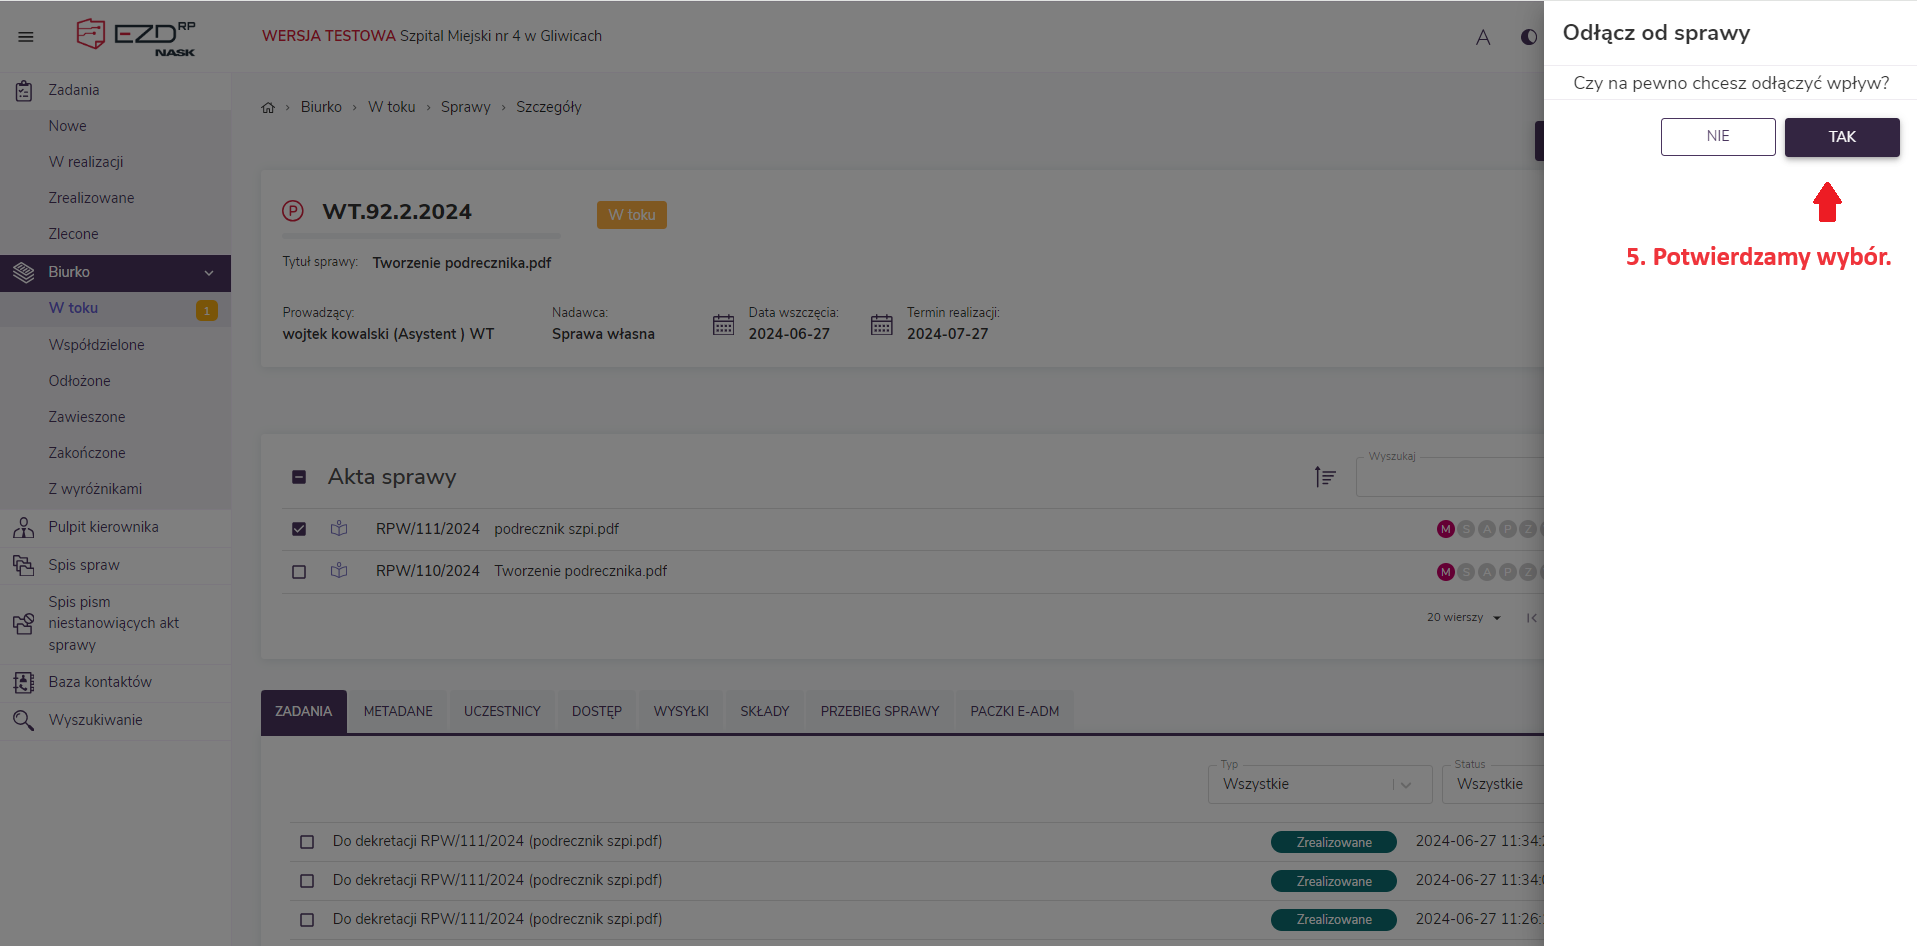 EZD RP
NASK
WERSJA TESTOWA Szpital Miejski nr 4 w Gliwicach
A
Zadania
Nowe
W realizacji
Zrealizowane
Zlecone
Biurko
W toku
1
Współdzielone
Odłożone
Zawieszone
Zakończone
Z wyróżnikami
Pulpit kierownika
Spis spraw
Spis pism
niestanowiących akt
sprawy
Baza kontaktów
Wyszukiwanie
Biurko › W toku › Sprawy › Szczegóły
P WT.92.2.2024 W toku
Tytuł sprawy: Tworzenie podrecznika.pdf
Prowadzący:
wojtek kowalski (Asystent ) WT
Nadawca:
Sprawa własna
Data wszczęcia:
2024-06-27
Termin realizacji:
2024-07-27
Akta sprawy
Wyszukaj
RPW/111/2024 podrecznik szpi.pdf M S A P Z
RPW/110/2024 Tworzenie podrecznika.pdf M S A P Z
20 wierszy
ZADANIA METADANE UCZESTNICY DOSTĘP WYSYŁKI SKŁADY PRZEBIEG SPRAWY PACZKI E-ADM
Typ
Wszystkie
Status
Wszystkie
Do dekretacji RPW/111/2024 (podrecznik szpi.pdf) Zrealizowane 2024-06-27 11:34:
Do dekretacji RPW/111/2024 (podrecznik szpi.pdf) Zrealizowane 2024-06-27 11:34:
Do dekretacji RPW/111/2024 (podrecznik szpi.pdf) Zrealizowane 2024-06-27 11:26:
Odłącz od sprawy
Czy na pewno chcesz odłączyć wpływ?
NIE TAK
5. Potwierdzamy wybór.